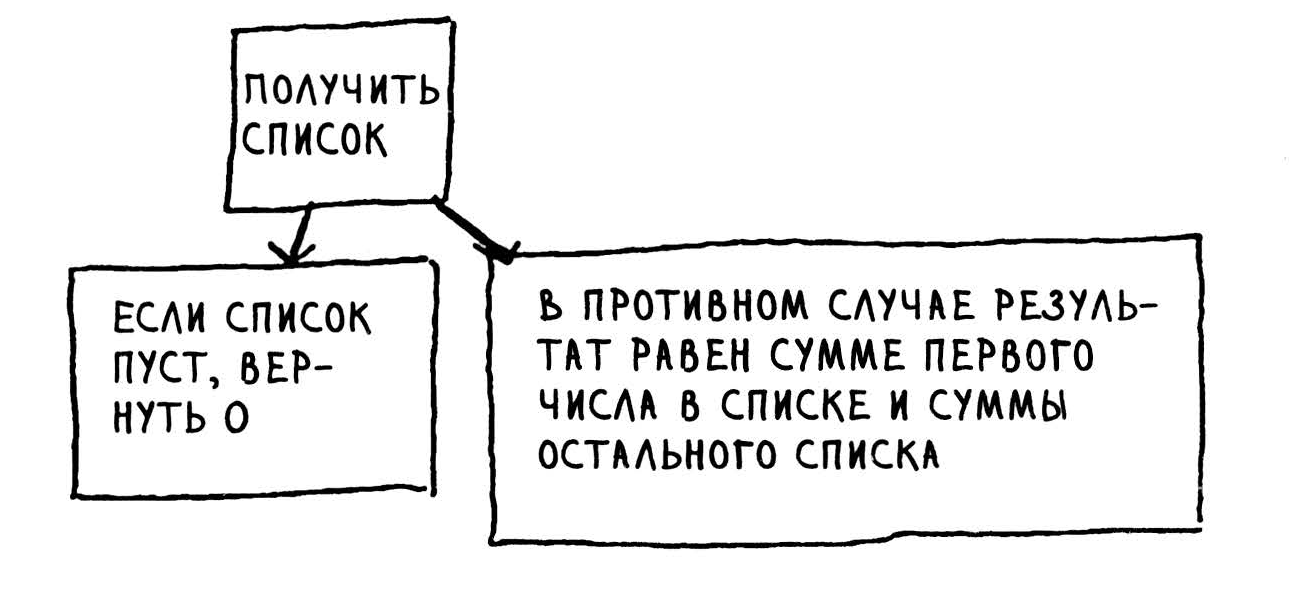 ПОЛУЧИТЬ
СПИСОК
ЕСЛИ СПИСОК
ПУСТ, ВЕР-
НУТЬ 0
В ПРОТИВНОМ СЛУЧАЕ РЕЗУЛЬ-
ТАТ РАВЕН СУММЕ ПЕРВОГО
ЧИСЛА В СПИСКЕ И СУММЫ
ОСТАЛЬНОГО СПИСКА